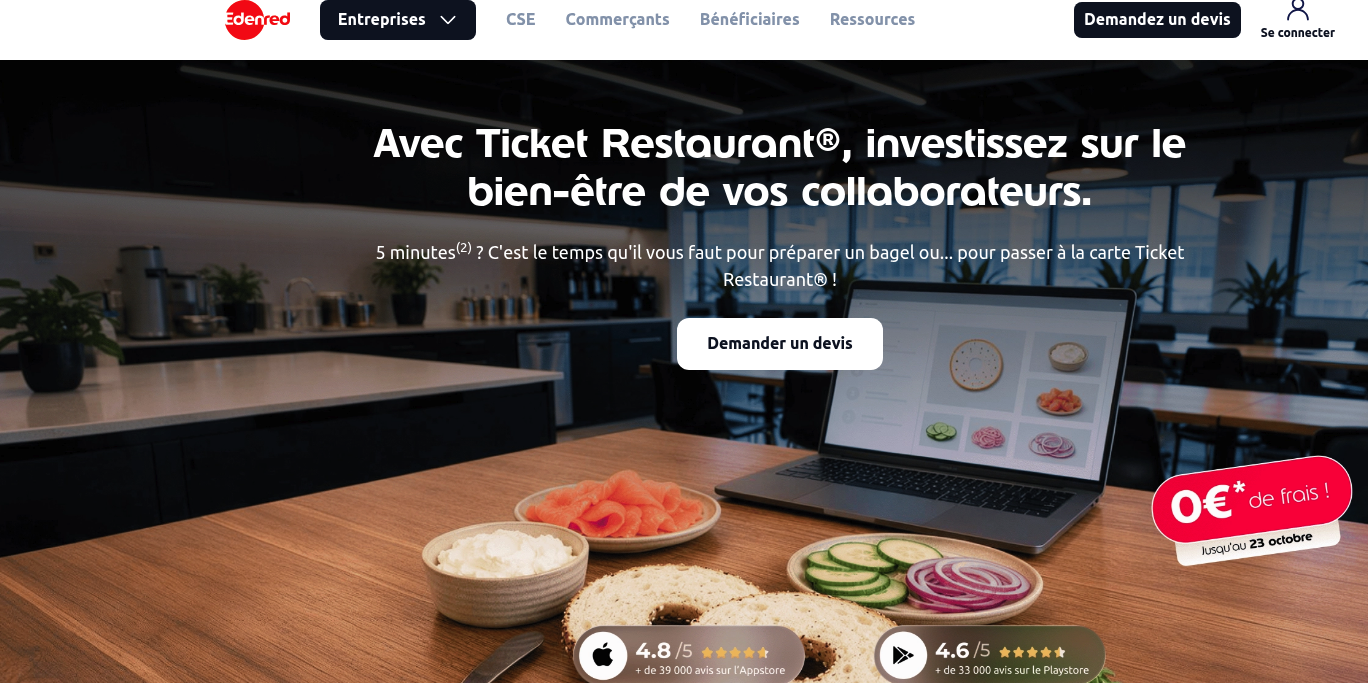 Edenred
Entreprises
CSE
Commerçants
Bénéficiaires
Ressources
Demandez un devis
Se connecter
Avec Ticket Restaurant®, investissez sur le
bien-être de vos collaborateurs.
5 minutes(2) ? C'est le temps qu'il vous faut pour préparer un bagel ou... pour passer à la carte Ticket
Restaurant® !
Demander un devis
0€* de frais !
Jusqu'au 23 octobre
4.8 /5
+ de 39 000 avis sur l'Appstore
4.6 /5
+ de 33 000 avis sur le Playstore